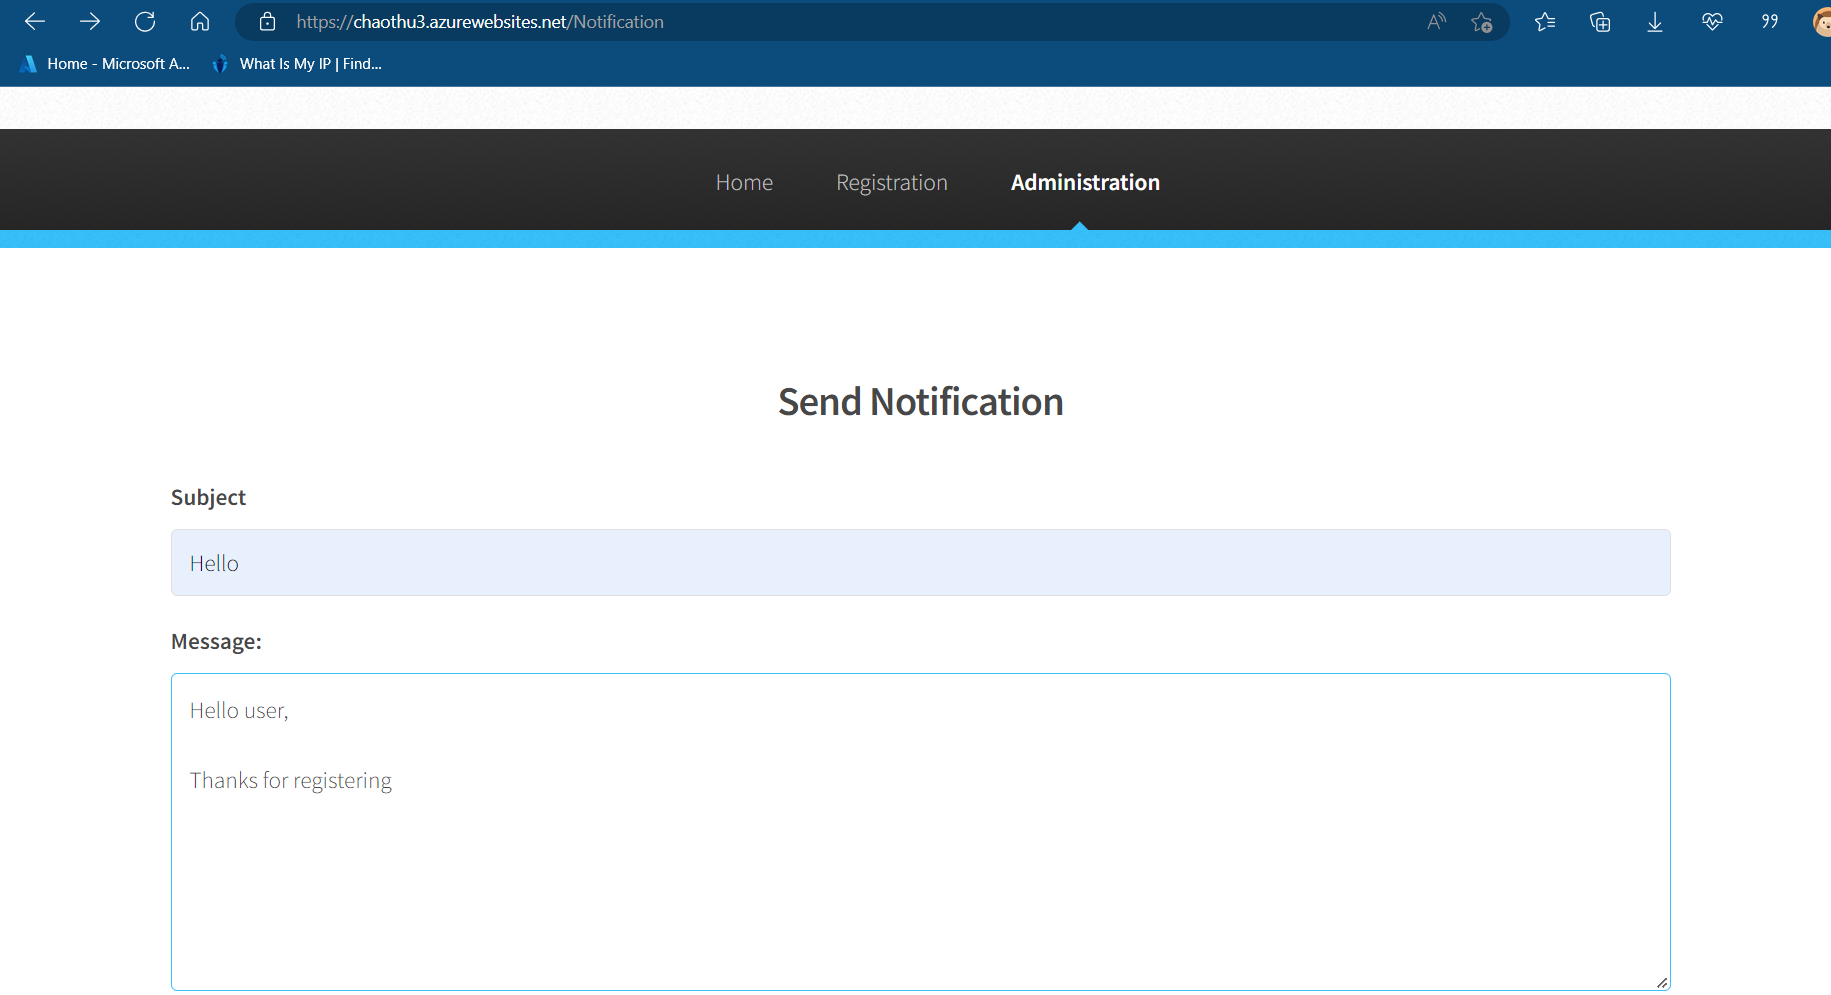 https://chaothu3.azurewebsites.net/Notification
Home - Microsoft A... What Is My IP | Find...
Home Registration Administration
Send Notification
Subject
Hello
Message:
Hello user,
Thanks for registering